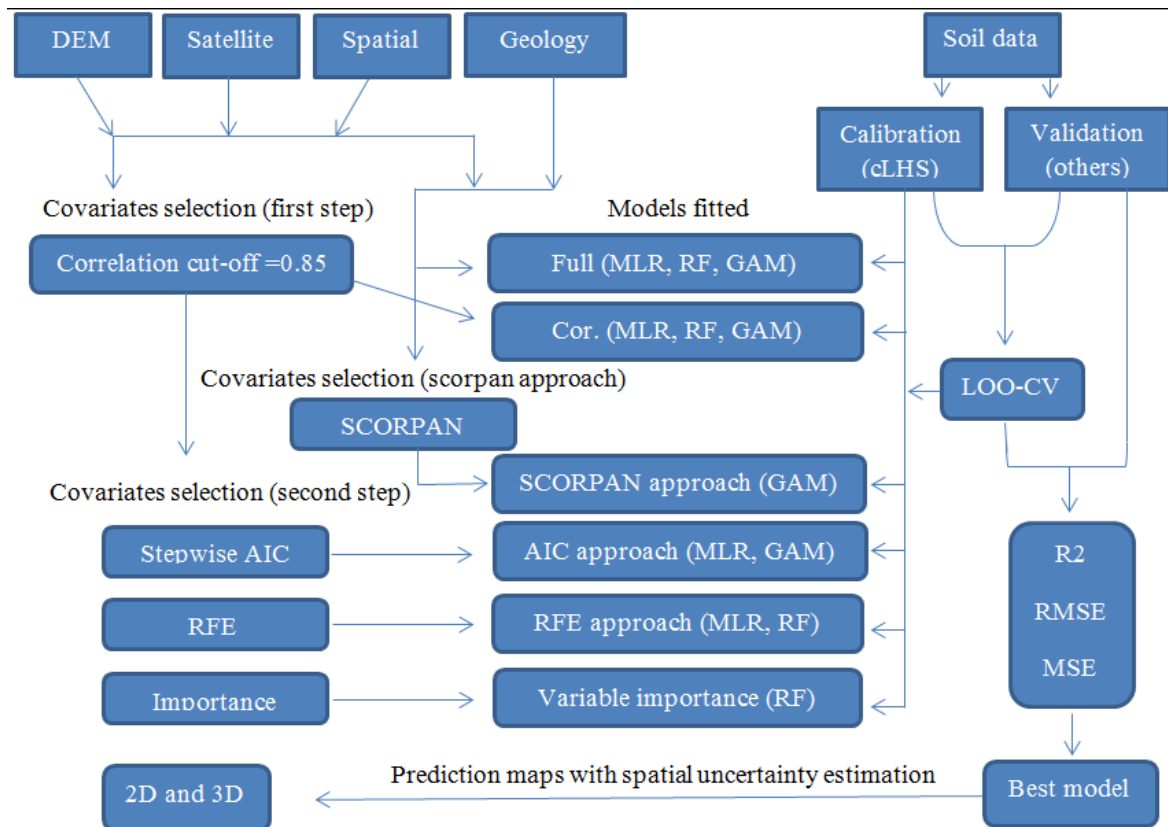 DEM
Satellite
Spatial
Geology
Soil data
Calibration
(cLHS)
Validation
(others)
Covariates selection (first step)
Models fitted
Correlation cut-off =0.85
Full (MLR, RF, GAM)
Cor. (MLR, RF, GAM)
Covariates selection (scorpan approach)
LOO-CV
SCORPAN
Covariates selection (second step)
SCORPAN approach (GAM)
Stepwise AIC
AIC approach (MLR, GAM)
R2
RMSE
MSE
RFE
RFE approach (MLR, RF)
Importance
Variable importance (RF)
Prediction maps with spatial uncertainty estimation
2D and 3D
Best model